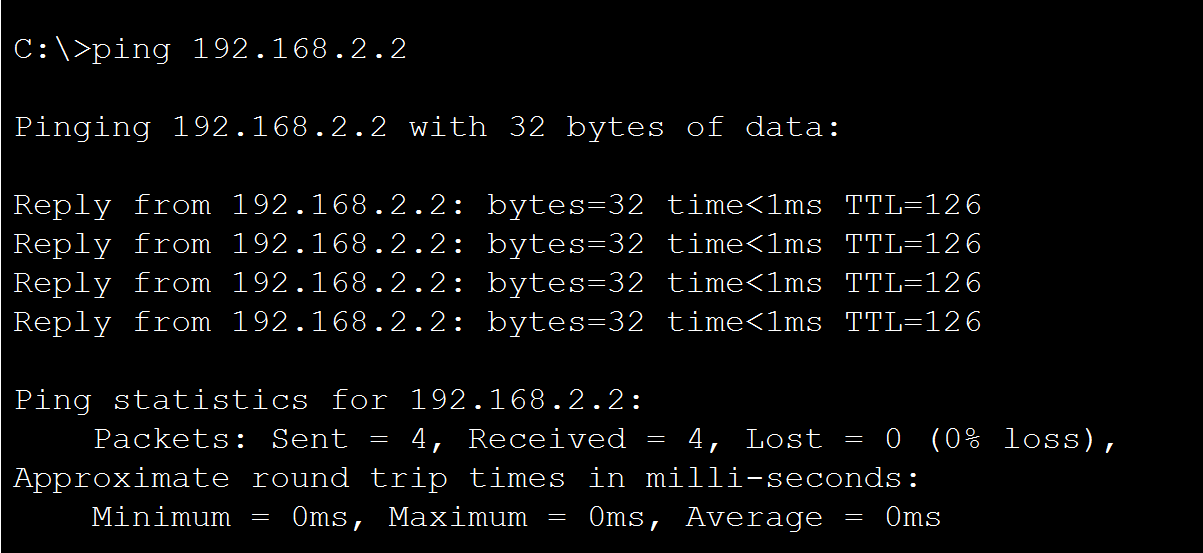 C:\>ping 192.168.2.2
Pinging 192.168.2.2 with 32 bytes of data:
Reply from 192.168.2.2: bytes=32 time<1ms TTL=126
Reply from 192.168.2.2: bytes=32 time<1ms TTL=126
Reply from 192.168.2.2: bytes=32 time<1ms TTL=126
Reply from 192.168.2.2: bytes=32 time<1ms TTL=126
Ping statistics for 192.168.2.2:
Packets: Sent = 4, Received = 4, Lost = 0 (0% loss),
Approximate round trip times in milli-seconds:
Minimum = 0ms, Maximum = 0ms, Average = 0ms